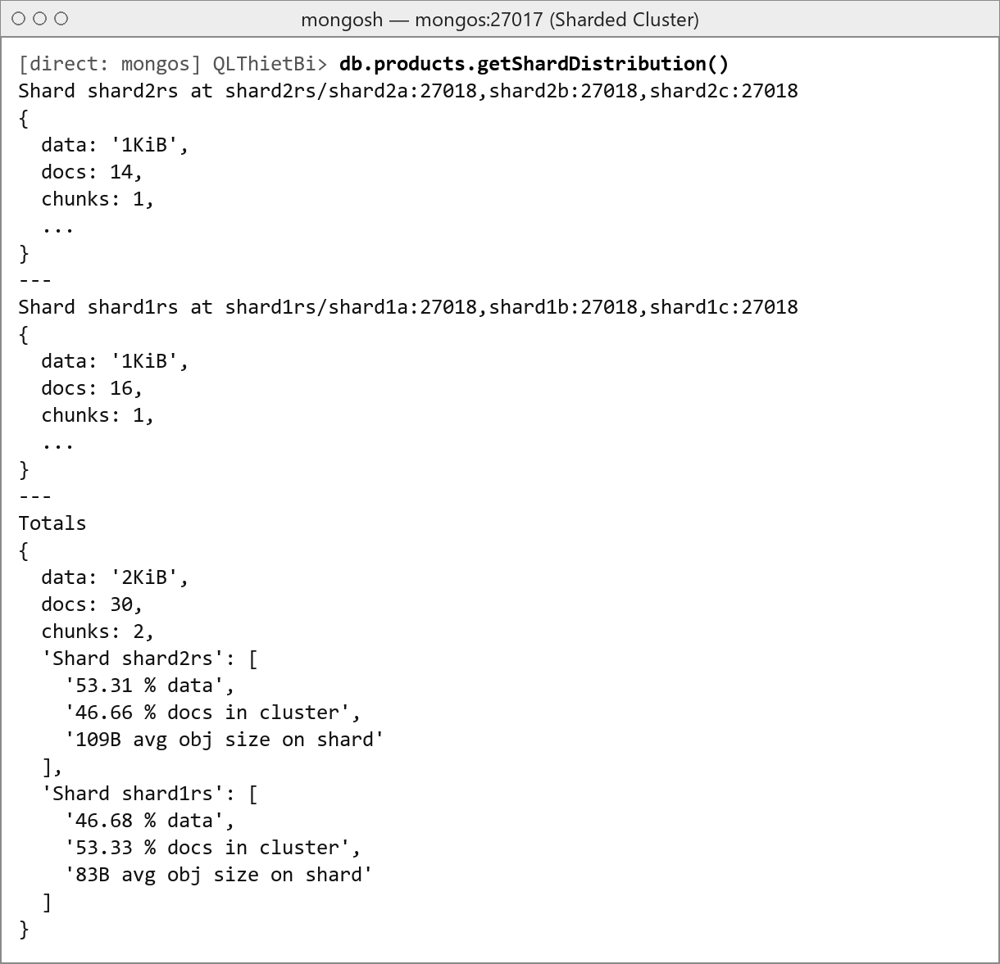 mongosh — mongos:27017 (Sharded Cluster)
[direct: mongos] QLThietBi> db.products.getShardDistribution()
Shard shard2rs at shard2rs/shard2a:27018,shard2b:27018,shard2c:27018
{
  data: '1KiB',
  docs: 14,
  chunks: 1,
  ...
}
---
Shard shard1rs at shard1rs/shard1a:27018,shard1b:27018,shard1c:27018
{
  data: '1KiB',
  docs: 16,
  chunks: 1,
  ...
}
---
Totals
{
  data: '2KiB',
  docs: 30,
  chunks: 2,
  'Shard shard2rs': [
    '53.31 % data',
    '46.66 % docs in cluster',
    '109B avg obj size on shard'
  ],
  'Shard shard1rs': [
    '46.68 % data',
    '53.33 % docs in cluster',
    '83B avg obj size on shard'
  ]
}